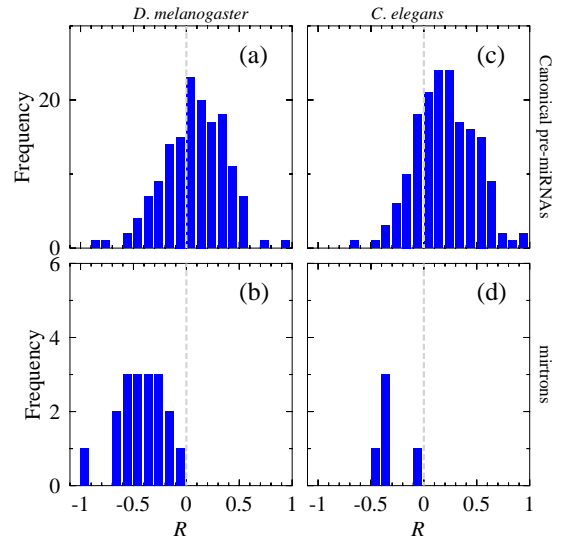 D. melanogaster
C. elegans
(a)
(c)
Frequency
20
0
Canonical pre-miRNAs
(b)
(d)
Frequency
6
4
2
0
mirtrons
-1 -0.5 0 0.5 1
-1 -0.5 0 0.5 1
R
R